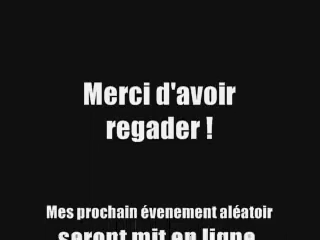 Merci d'avoir
regader !
Mes prochain évenement aléatoir
seront mit en ligne